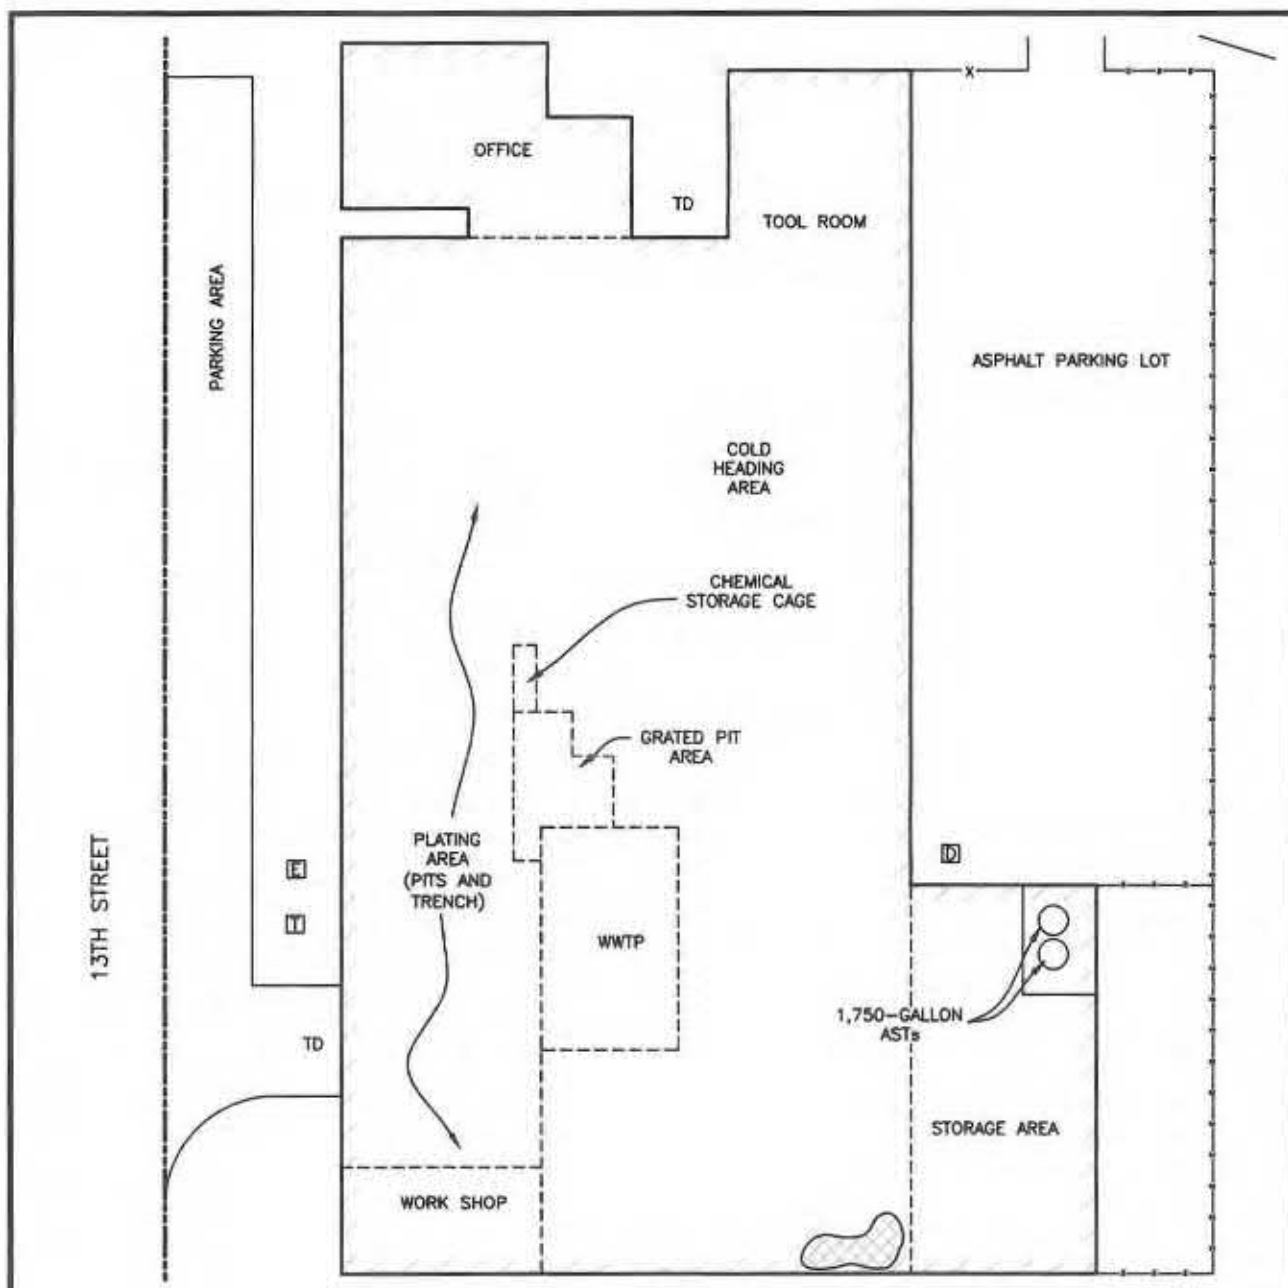 OFFICE
TD
TOOL ROOM
PARKING AREA
ASPHALT PARKING LOT
COLD
HEADING
AREA
CHEMICAL
STORAGE CAGE
GRATED PIT
AREA
PLATING
AREA
(PITS AND
TRENCH)
13TH STREET
E
D
T
WWTP
1,750-GALLON
ASTs
TD
STORAGE AREA
WORK SHOP
X